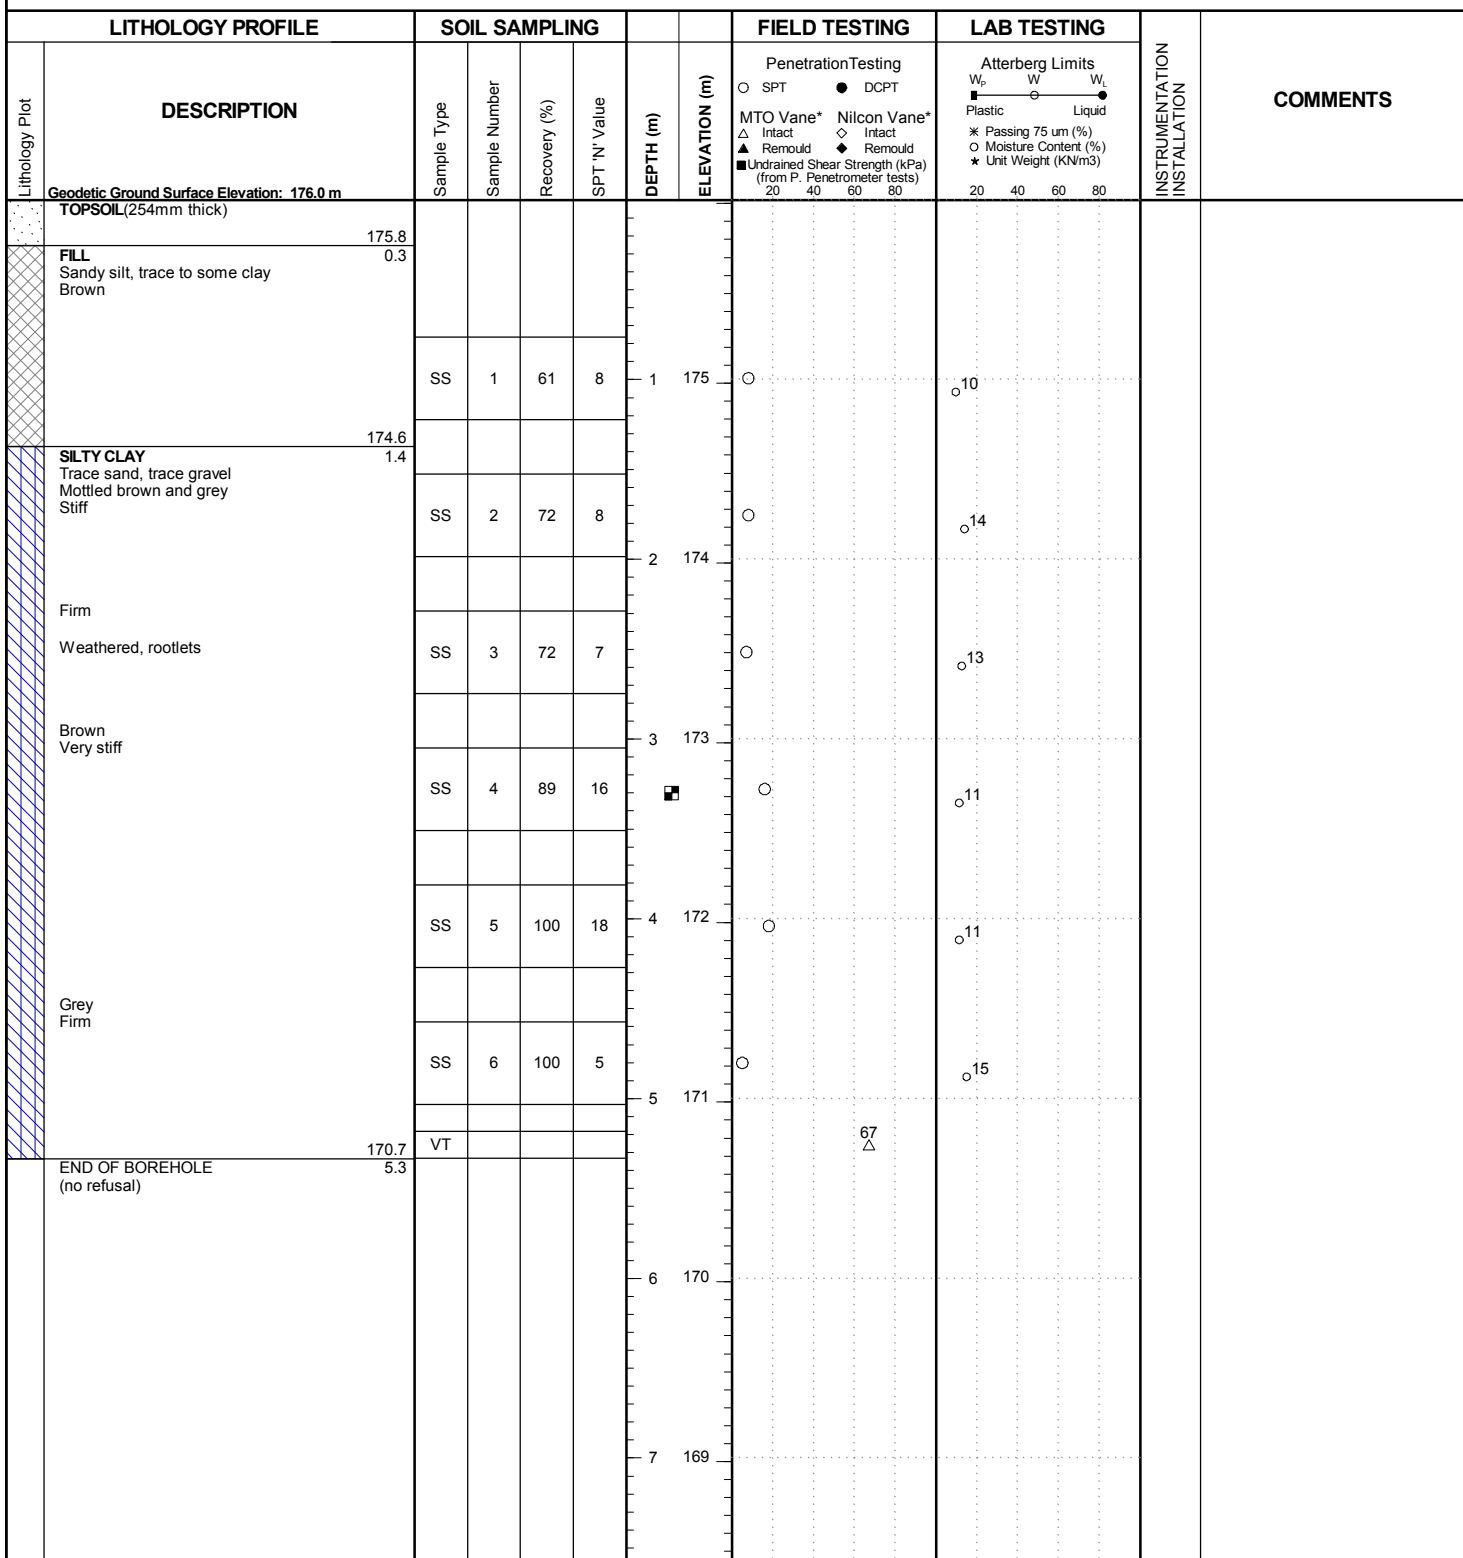 LITHOLOGY PROFILE
SOIL SAMPLING
FIELD TESTING
LAB TESTING
Lithology Plot
DESCRIPTION
Geodetic Ground Surface Elevation: 176.0 m
Sample Type
Sample Number
Recovery (%)
SPT 'N' Value
DEPTH (m)
ELEVATION (m)
PenetrationTesting
SPT DCPT
MTO Vane* Nilcon Vane*
Intact Intact
Remould Remould
Undrained Shear Strength (kPa)
(from P. Penetrometer tests)
20 40 60 80
Atterberg Limits
WP W WL
Plastic Liquid
Passing 75 um (%)
Moisture Content (%)
Unit Weight (KN/m3)
20 40 60 80
INSTRUMENTATION
INSTALLATION
COMMENTS
TOPSOIL(254mm thick)
175.8
FILL 0.3
Sandy silt, trace to some clay
Brown
SS 1 61 8 1 175 10
174.6
SILTY CLAY 1.4
Trace sand, trace gravel
Mottled brown and grey
Stiff
SS 2 72 8 14
2 174
Firm
Weathered, rootlets
SS 3 72 7 13
Brown
3 173
Very stiff
SS 4 89 16 11
4 172
SS 5 100 18 11
Grey
Firm
SS 6 100 5 15
5 171
67
VT
170.7
END OF BOREHOLE 5.3
(no refusal)
6 170
7 169